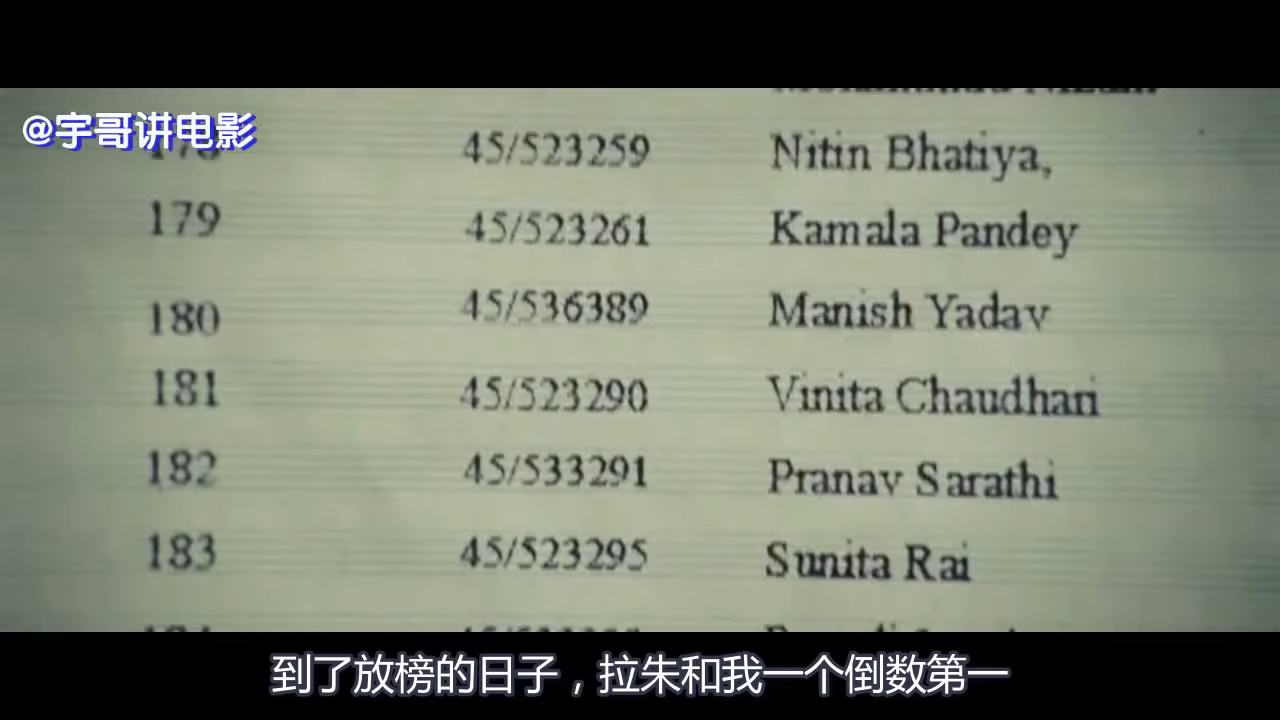 @宇哥讲电影
45/523259 Nitin Bhatiya,
179 45/523261 Kamala Pandey
180 45/536389 Manish Yadav
181 45/523290 Vinita Chaudhari
182 45/533291 Pranav Sarathi
183 45/523295 Sunita Rai
到了放榜的日子，拉朱和我一个倒数第一